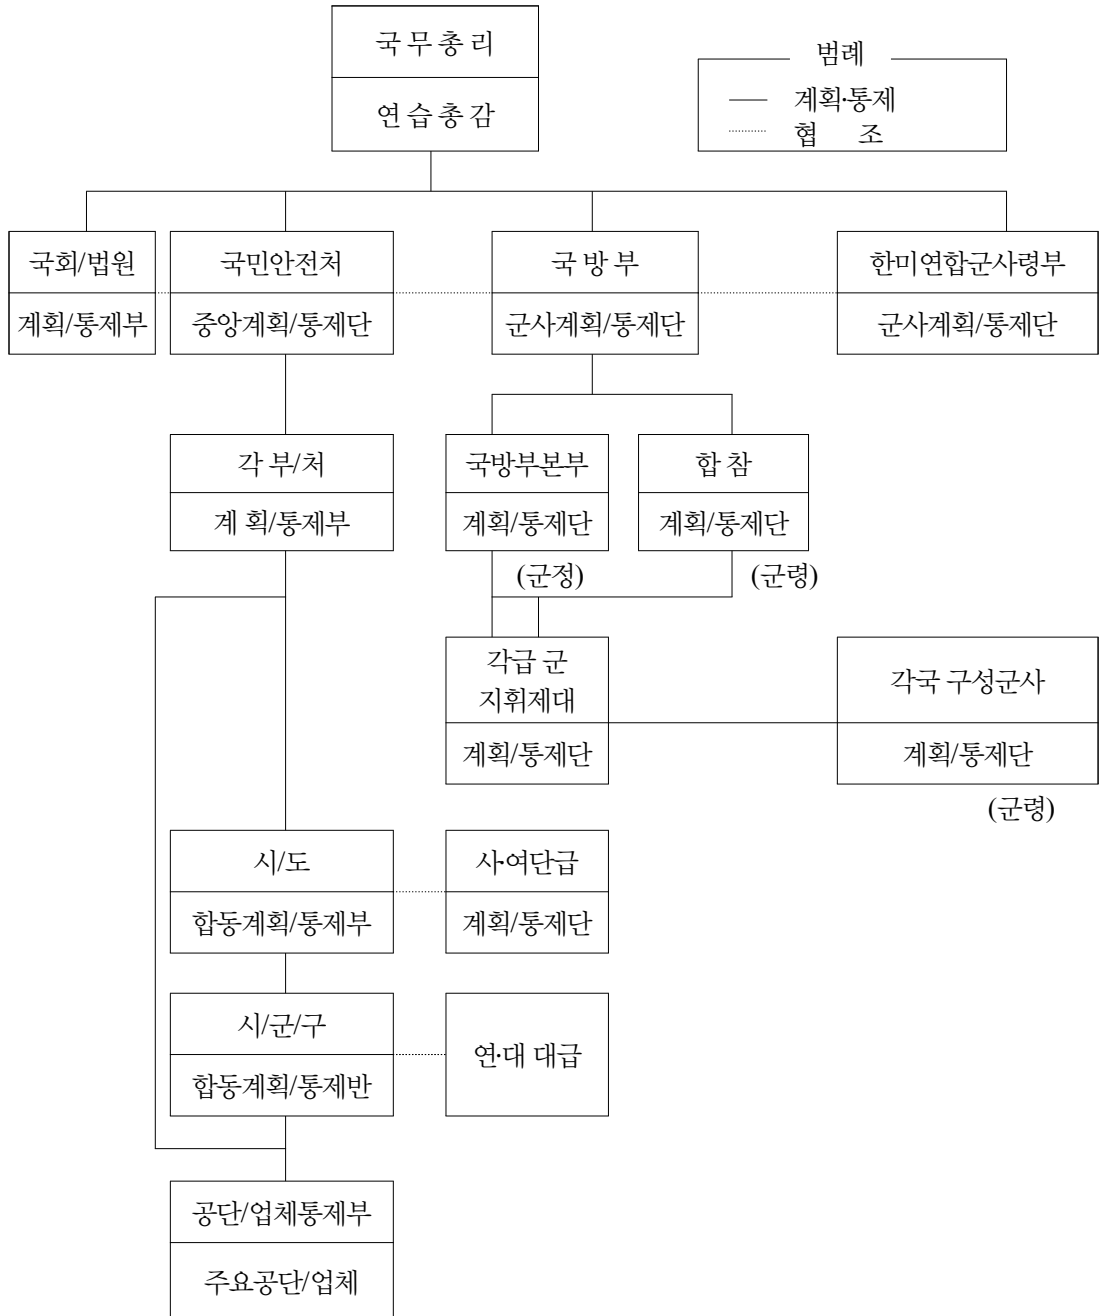 국 무 총 리
연 습 총 감
범례
계획·통제
협 조
국회/법원
계획/통제부
국민안전처
중앙계획/통제단
국 방 부
군사계획/통제단
한미연합군사령부
군사계획/통제단
각 부/처
계 획/통제부
국방부본부
계획/통제단
(군정)
합 참
계획/통제단
(군령)
각급 군
지휘제대
계획/통제단
각국 구성군사
계획/통제단
(군령)
시/도
합동계획/통제부
사·여단급
계획/통제단
시/군/구
합동계획/통제반
연·대 대급
공단/업체통제부
주요공단/업체